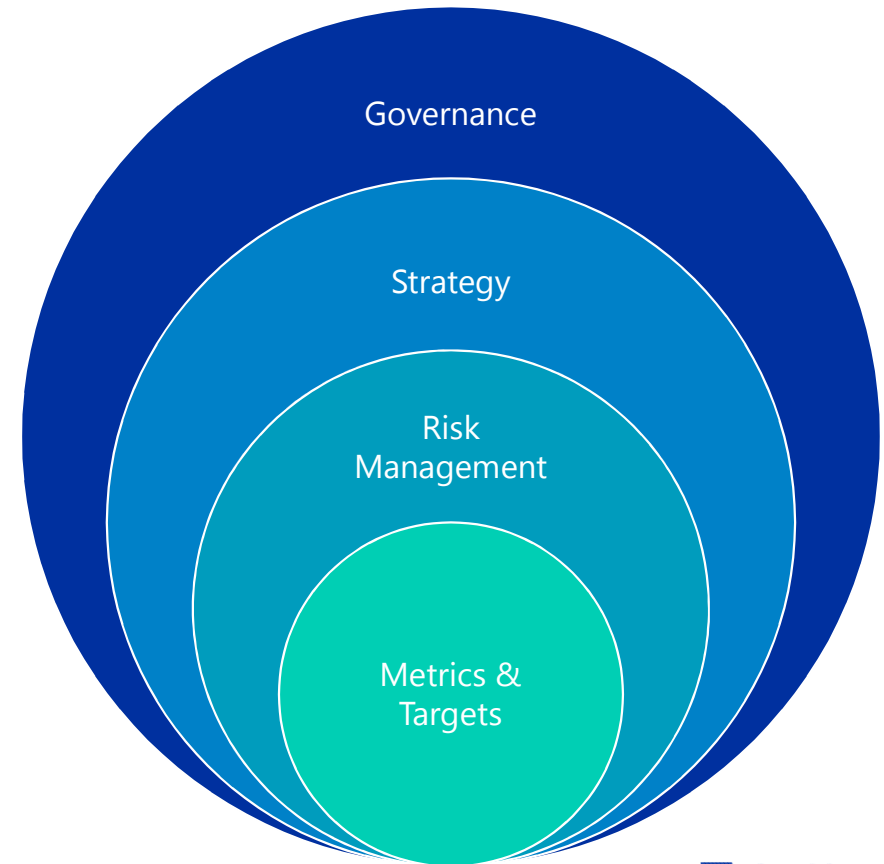 Governance
Strategy
Risk
Management
Metrics &
Targets